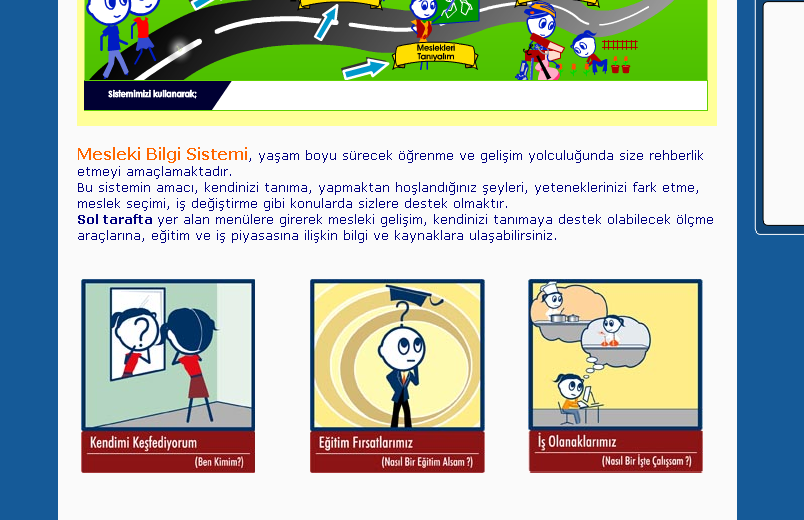 Meslekleri
Tanıyalım
Sistemimizi kullanarak;
Mesleki Bilgi Sistemi, yaşam boyu sürecek öğrenme ve gelişim yolculuğunda size rehberlik
etmeyi amaçlamaktadır.
Bu sistemin amacı, kendinizi tanıma, yapmaktan hoşlandığınız şeyleri, yeteneklerinizi fark etme,
meslek seçimi, iş değiştirme gibi konularda sizlere destek olmaktır.
Sol tarafta yer alan menülere girerek mesleki gelişim, kendinizi tanımaya destek olabilecek ölçme
araçlarına, eğitim ve iş piyasasına ilişkin bilgi ve kaynaklara ulaşabilirsiniz.
?
Kendimi Keşfediyorum
(Ben Kimim?)
?
Eğitim Fırsatlarımız
(Nasıl Bir Eğitim Alsam ?)
İş Olanaklarımız
(Nasıl Bir İşte Çalışsam ?)